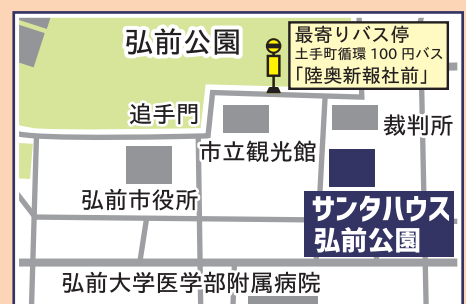 弘前公園
最寄りバス停
土手町循環100円バス
「陸奥新報社前」
追手門
裁判所
市立観光館
弘前市役所
サンタハウス
弘前公園
弘前大学医学部附属病院